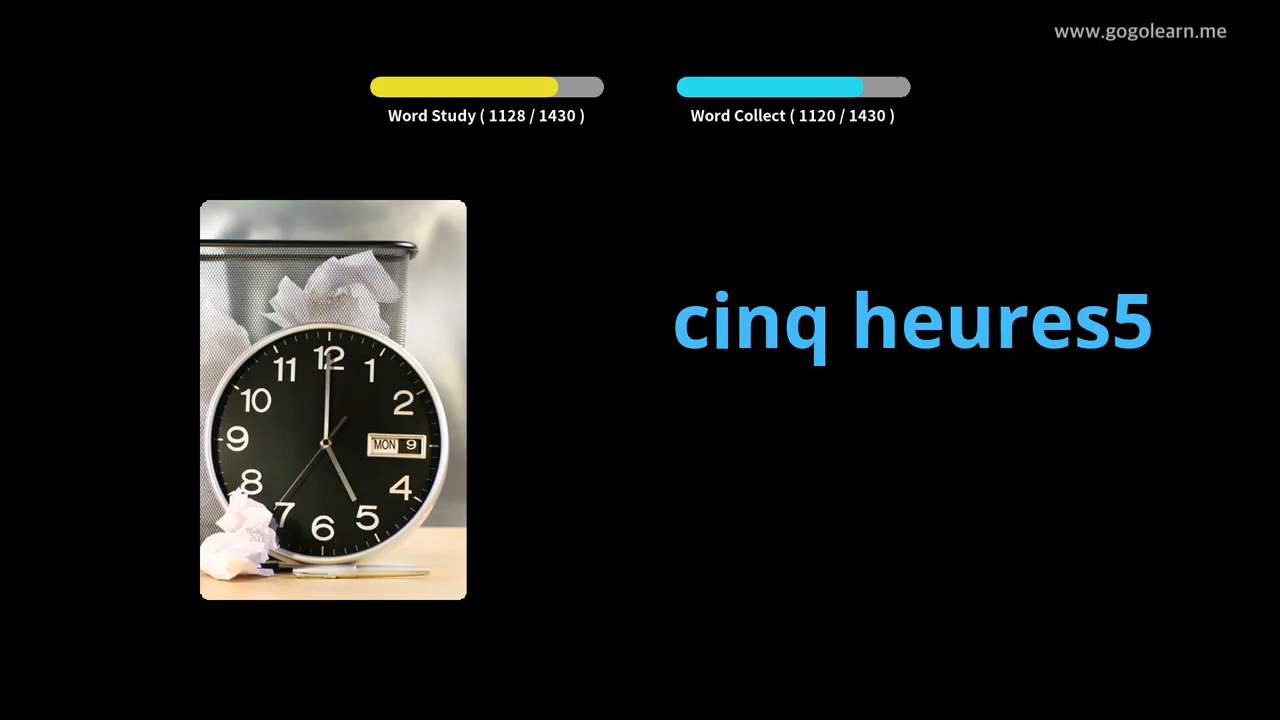 www.gogolearn.me
Word Study ( 1128 / 1430 )
Word Collect ( 1120 / 1430 )
cinq heures5
12
11
1
10
2
9
MON 9
8
4
7
5
6